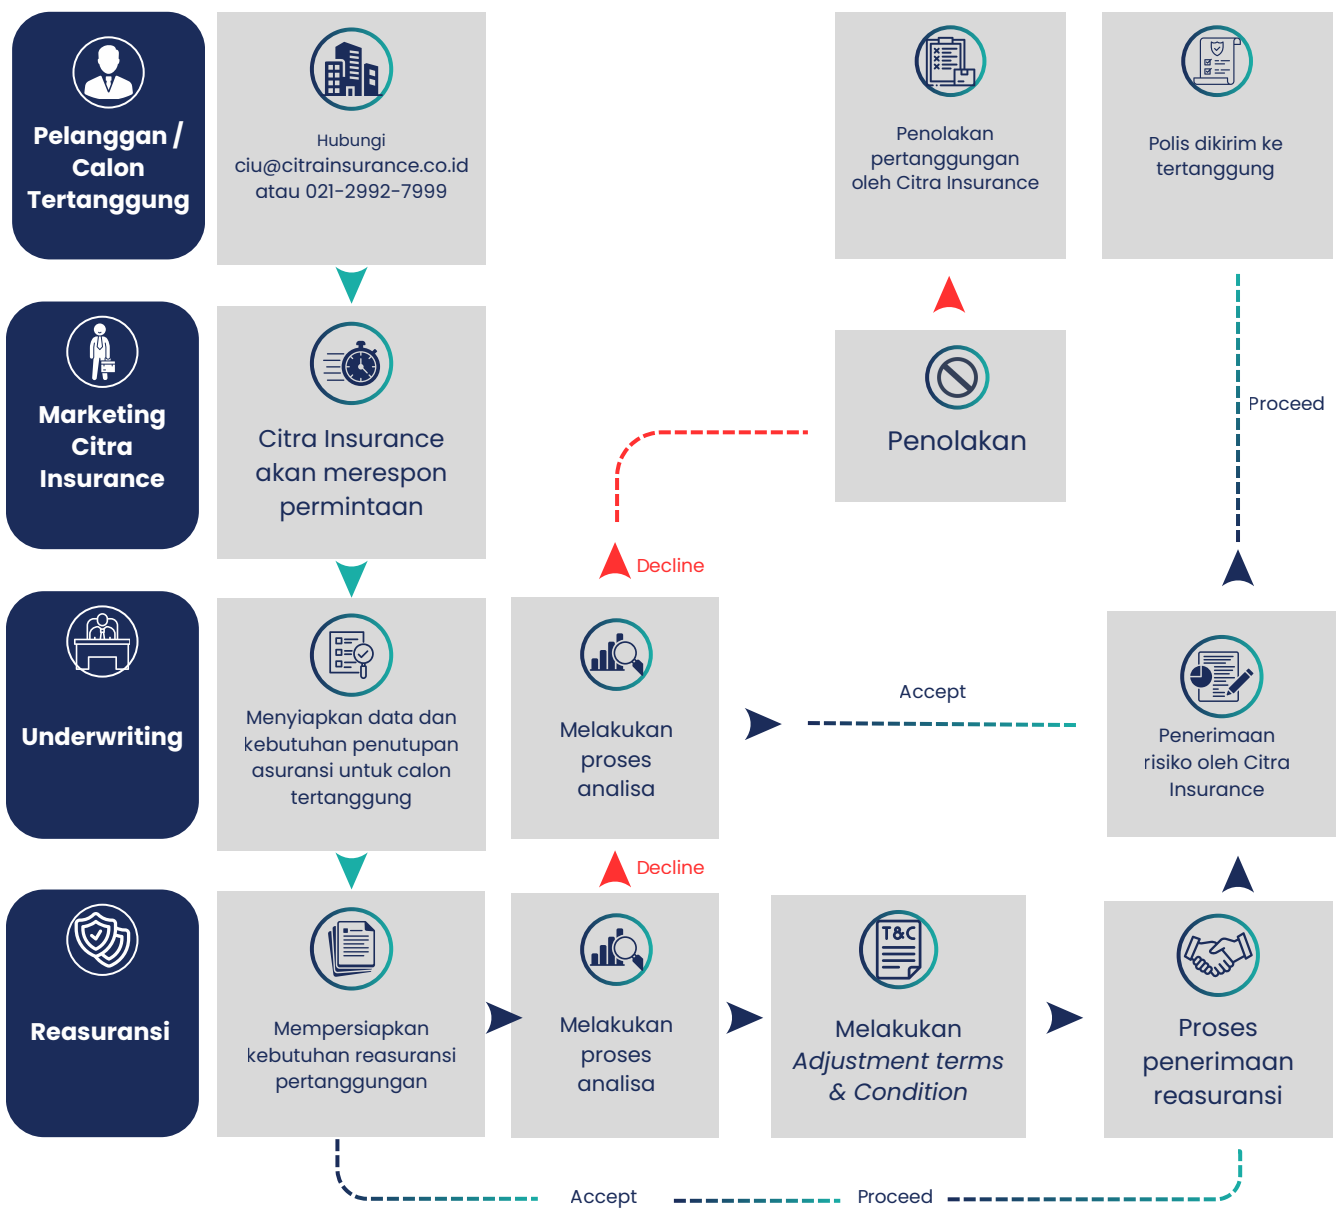 Pelanggan /
Calon
Tertanggung
Hubungi
ciu@citrainsurance.co.id
atau 021-2992-7999
Penolakan
pertanggungan
oleh Citra Insurance
Polis dikirim ke
tertanggung
Marketing
Citra
Insurance
Citra Insurance
akan merespon
permintaan
Penolakan
Proceed
Decline
Underwriting
Menyiapkan data dan
kebutuhan penutupan
asuransi untuk calon
tertanggung
Melakukan
proses
analisa
Accept
Penerimaan
risiko oleh Citra
Insurance
Decline
Reasuransi
Mempersiapkan
kebutuhan reasuransi
pertanggungan
Melakukan
proses
analisa
T&C
Melakukan
Adjustment terms
& Condition
Proses
penerimaan
reasuransi
Accept
Proceed